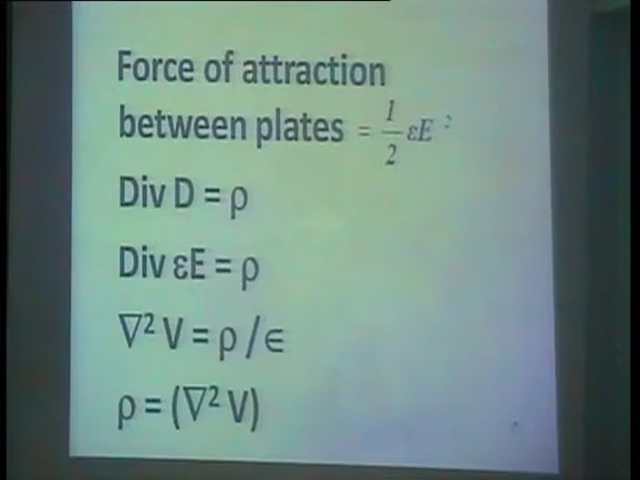 Force of attraction
between plates = 1/2 εE ²
Div D = ρ
Div εE = ρ
∇² V = ρ / ∈
ρ = (∇² V)